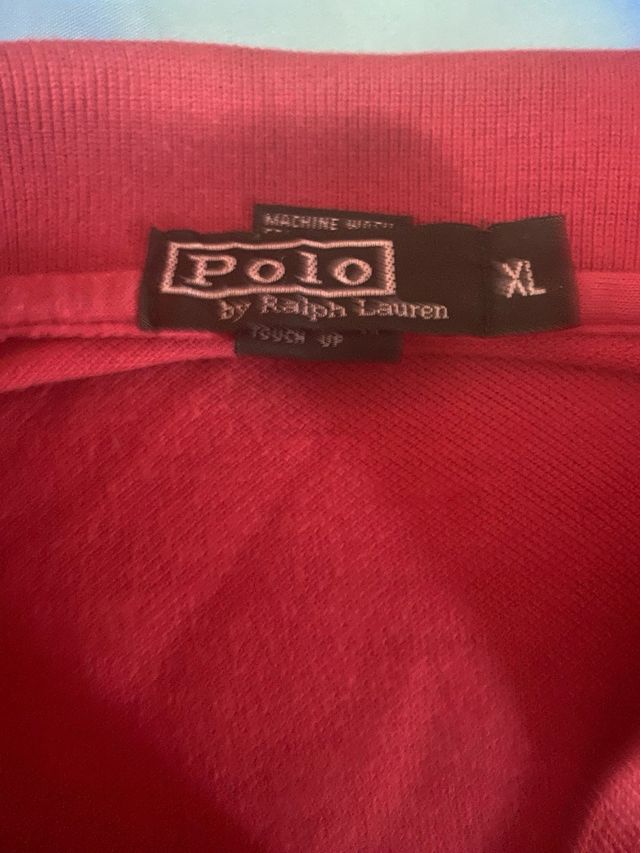 MACHINE WASH
Polo
XL
by Ralph Lauren
TOUCH UP